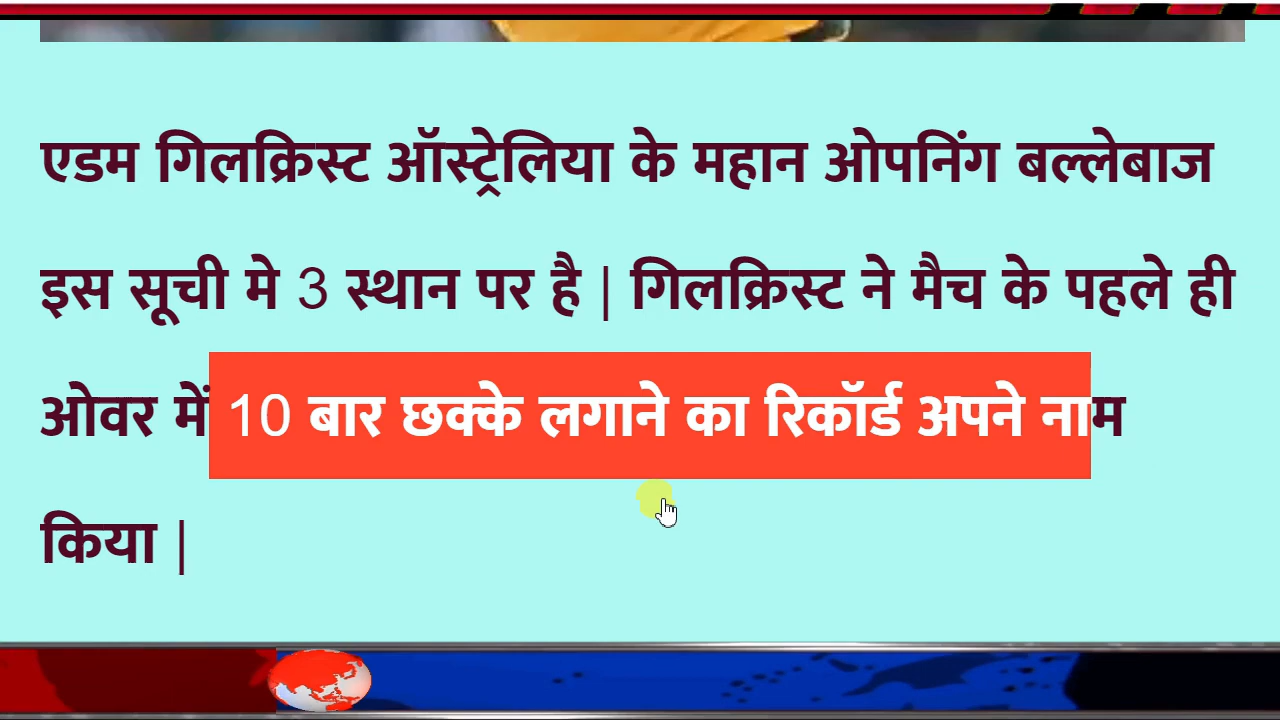 एडम गिलक्रिस्ट ऑस्ट्रेलिया के महान ओपनिंग बल्लेबाज
इस सूची मे 3 स्थान पर है | गिलक्रिस्ट ने मैच के पहले ही
ओवर में 10 बार छक्के लगाने का रिकॉर्ड अपने नाम
किया |